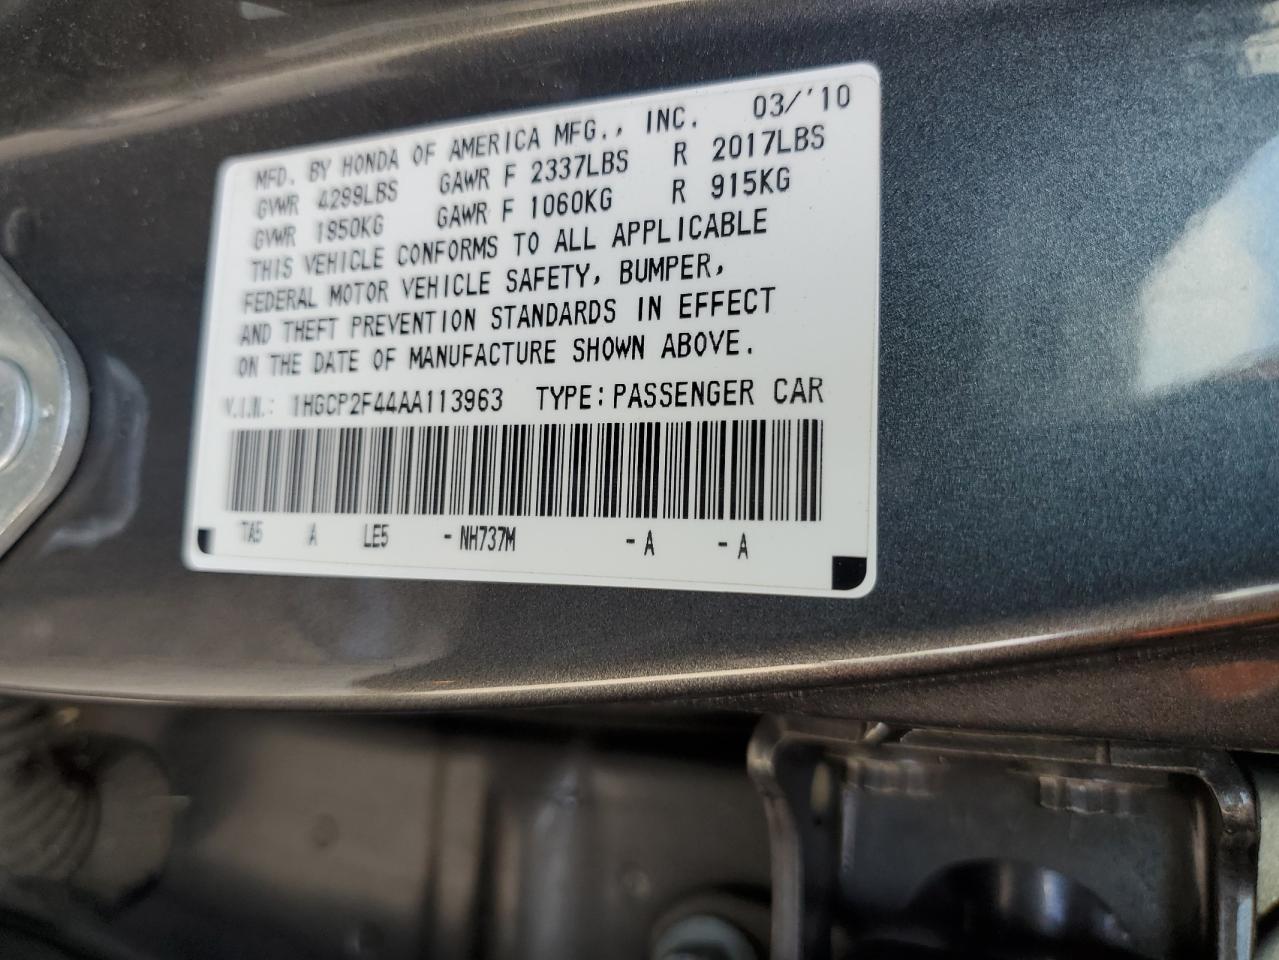 MFD. BY HONDA OF AMERICA MFG., INC. 03/'10
GVWR 4299LBS GAWR F 2337LBS R 2017LBS
GVWR 1950KG GAWR F 1060KG R 915KG
THIS VEHICLE CONFORMS TO ALL APPLICABLE
FEDERAL MOTOR VEHICLE SAFETY, BUMPER,
AND THEFT PREVENTION STANDARDS IN EFFECT
ON THE DATE OF MANUFACTURE SHOWN ABOVE.
V.I.N.: 1HGCP2F44AA113963 TYPE: PASSENGER CAR
TA5 A LE5 - NH737M - A - A